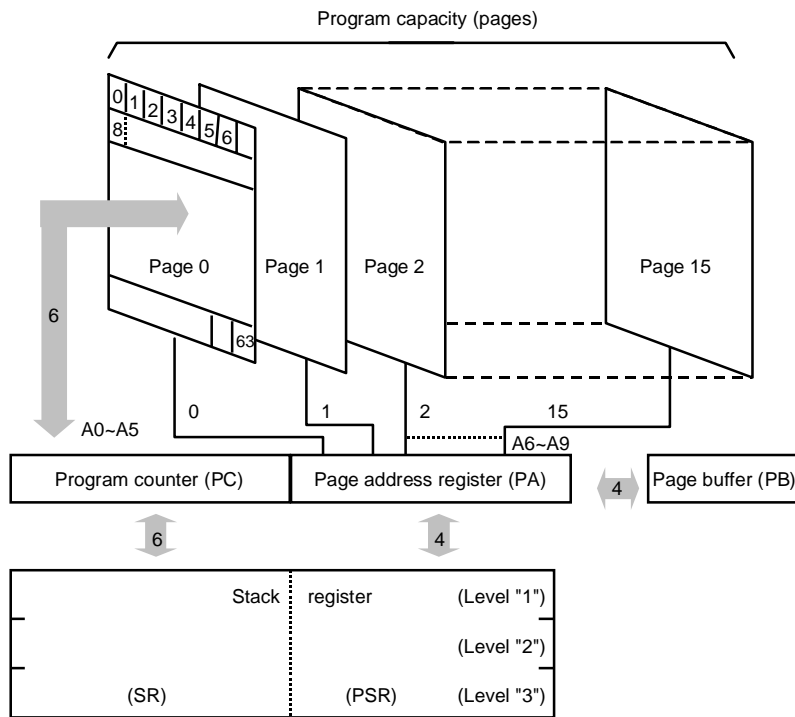 Program capacity (pages)
0 1 2 3 4 5 6
8
Page 0
Page 1
Page 2
Page 15
6
63
0
1
2
15
A0~A5
A6~A9
Program counter (PC)
Page address register (PA)
4
Page buffer (PB)
6
4
Stack register (Level "1")
(Level "2")
(SR) (PSR) (Level "3")